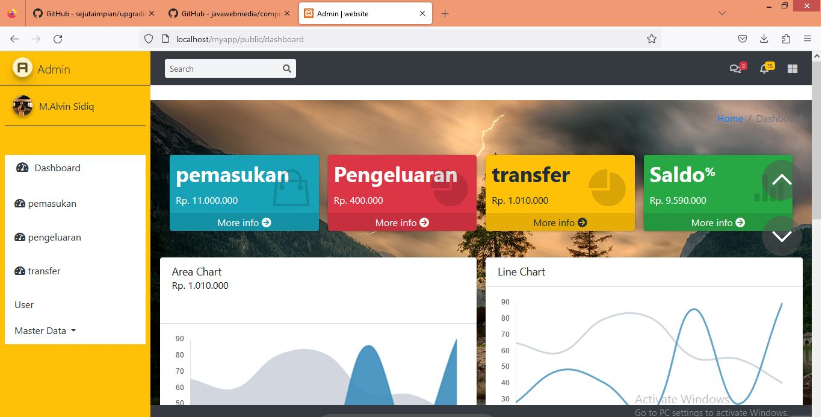 GitHub - sejutaimpian/upgradi
GitHub - javawebmedia/comp
Admin | website
localhost/myapp/public/dashboard
Admin
Search
3
15
M.Alvin Sidiq
Home / Dashboard
Dashboard
pemasukan
pengeluaran
transfer
User
Master Data
pemasukan
Rp. 11.000.000
More info
Pengeluaran
Rp. 400.000
More info
transfer
Rp. 1.010.000
More info
Saldo%
Rp. 9.590.000
More info
Area Chart
Rp. 1.010.000
90
80
70
60
50
Line Chart
90
80
70
60
50
40
30
Activate Windows
Go to PC settings to activate Windows.